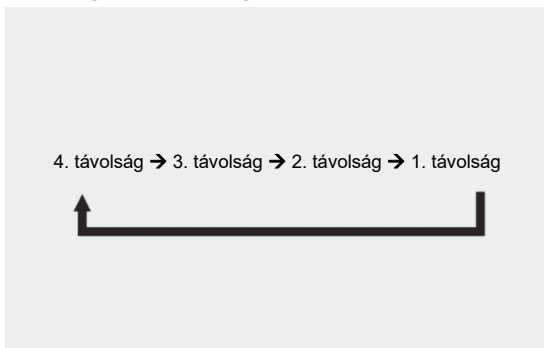 4. távolság → 3. távolság → 2. távolság → 1. távolság